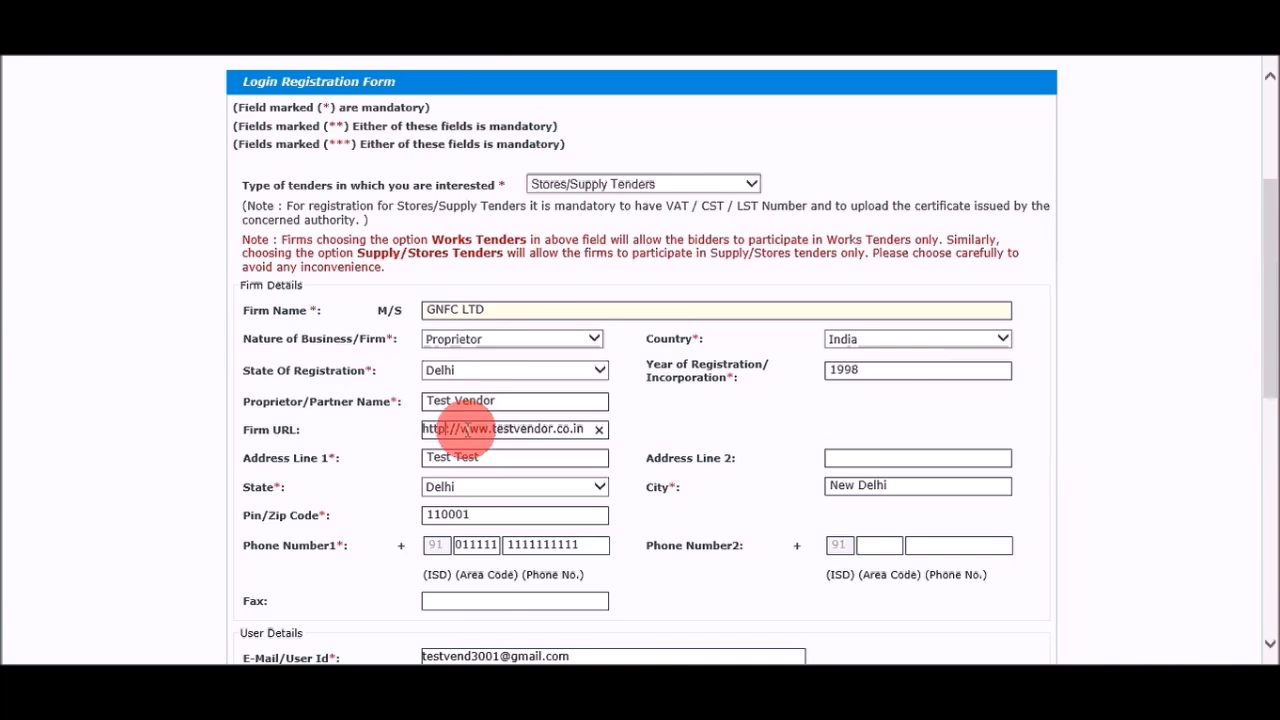 Login Registration Form
(Field marked (*) are mandatory)
(Fields marked (**) Either of these fields is mandatory)
(Fields marked (***) Either of these fields is mandatory)
Type of tenders in which you are interested * Stores/Supply Tenders
(Note : For registration for Stores/Supply Tenders it is mandatory to have VAT / CST / LST Number and to upload the certificate issued by the
concerned authority. )
Note : Firms choosing the option Works Tenders in above field will allow the bidders to participate in Works Tenders only. Similarly,
choosing the option Supply/Stores Tenders will allow the firms to participate in Supply/Stores tenders only. Please choose carefully to
avoid any inconvenience.
Firm Details
Firm Name *: M/S GNFC LTD
Nature of Business/Firm*: Proprietor Country*: India
State Of Registration*: Delhi Year of Registration/
Incorporation*: 1998
Proprietor/Partner Name*: Test Vendor
Firm URL: http://www.testvendor.co.in
Address Line 1*: Test Test Address Line 2:
State*: Delhi City*: New Delhi
Pin/Zip Code*: 110001
Phone Number1*: + 91 011111 1111111111 Phone Number2: + 91
(ISD) (Area Code) (Phone No.) (ISD) (Area Code) (Phone No.)
Fax:
User Details
E-Mail/User Id*: testvend3001@gmail.com